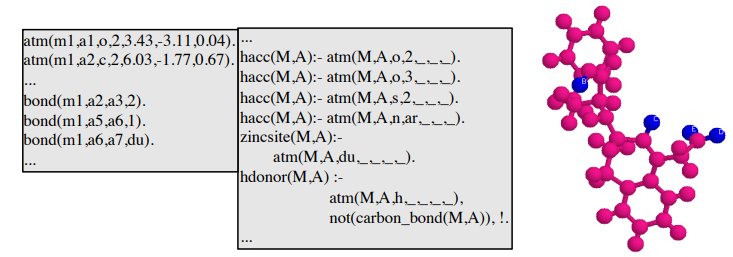 atm(m1,a1,o,2,3.43,-3.11,0.04).
atm(m1,a2,c,2,6.03,-1.77,0.67).
...
bond(m1,a2,a3,2).
bond(m1,a5,a6,1).
bond(m1,a6,a7,du).
...
...
hacc(M,A):- atm(M,A,o,2,_,_,_).
hacc(M,A):- atm(M,A,o,3,_,_,_).
hacc(M,A):- atm(M,A,s,2,_,_,_).
hacc(M,A):- atm(M,A,n,ar,_,_,_).
zincsite(M,A):-
atm(M,A,du,_,_,_,_).
hdonor(M,A) :-
atm(M,A,h,_,_,_,_),
not(carbon_bond(M,A)), !.
...